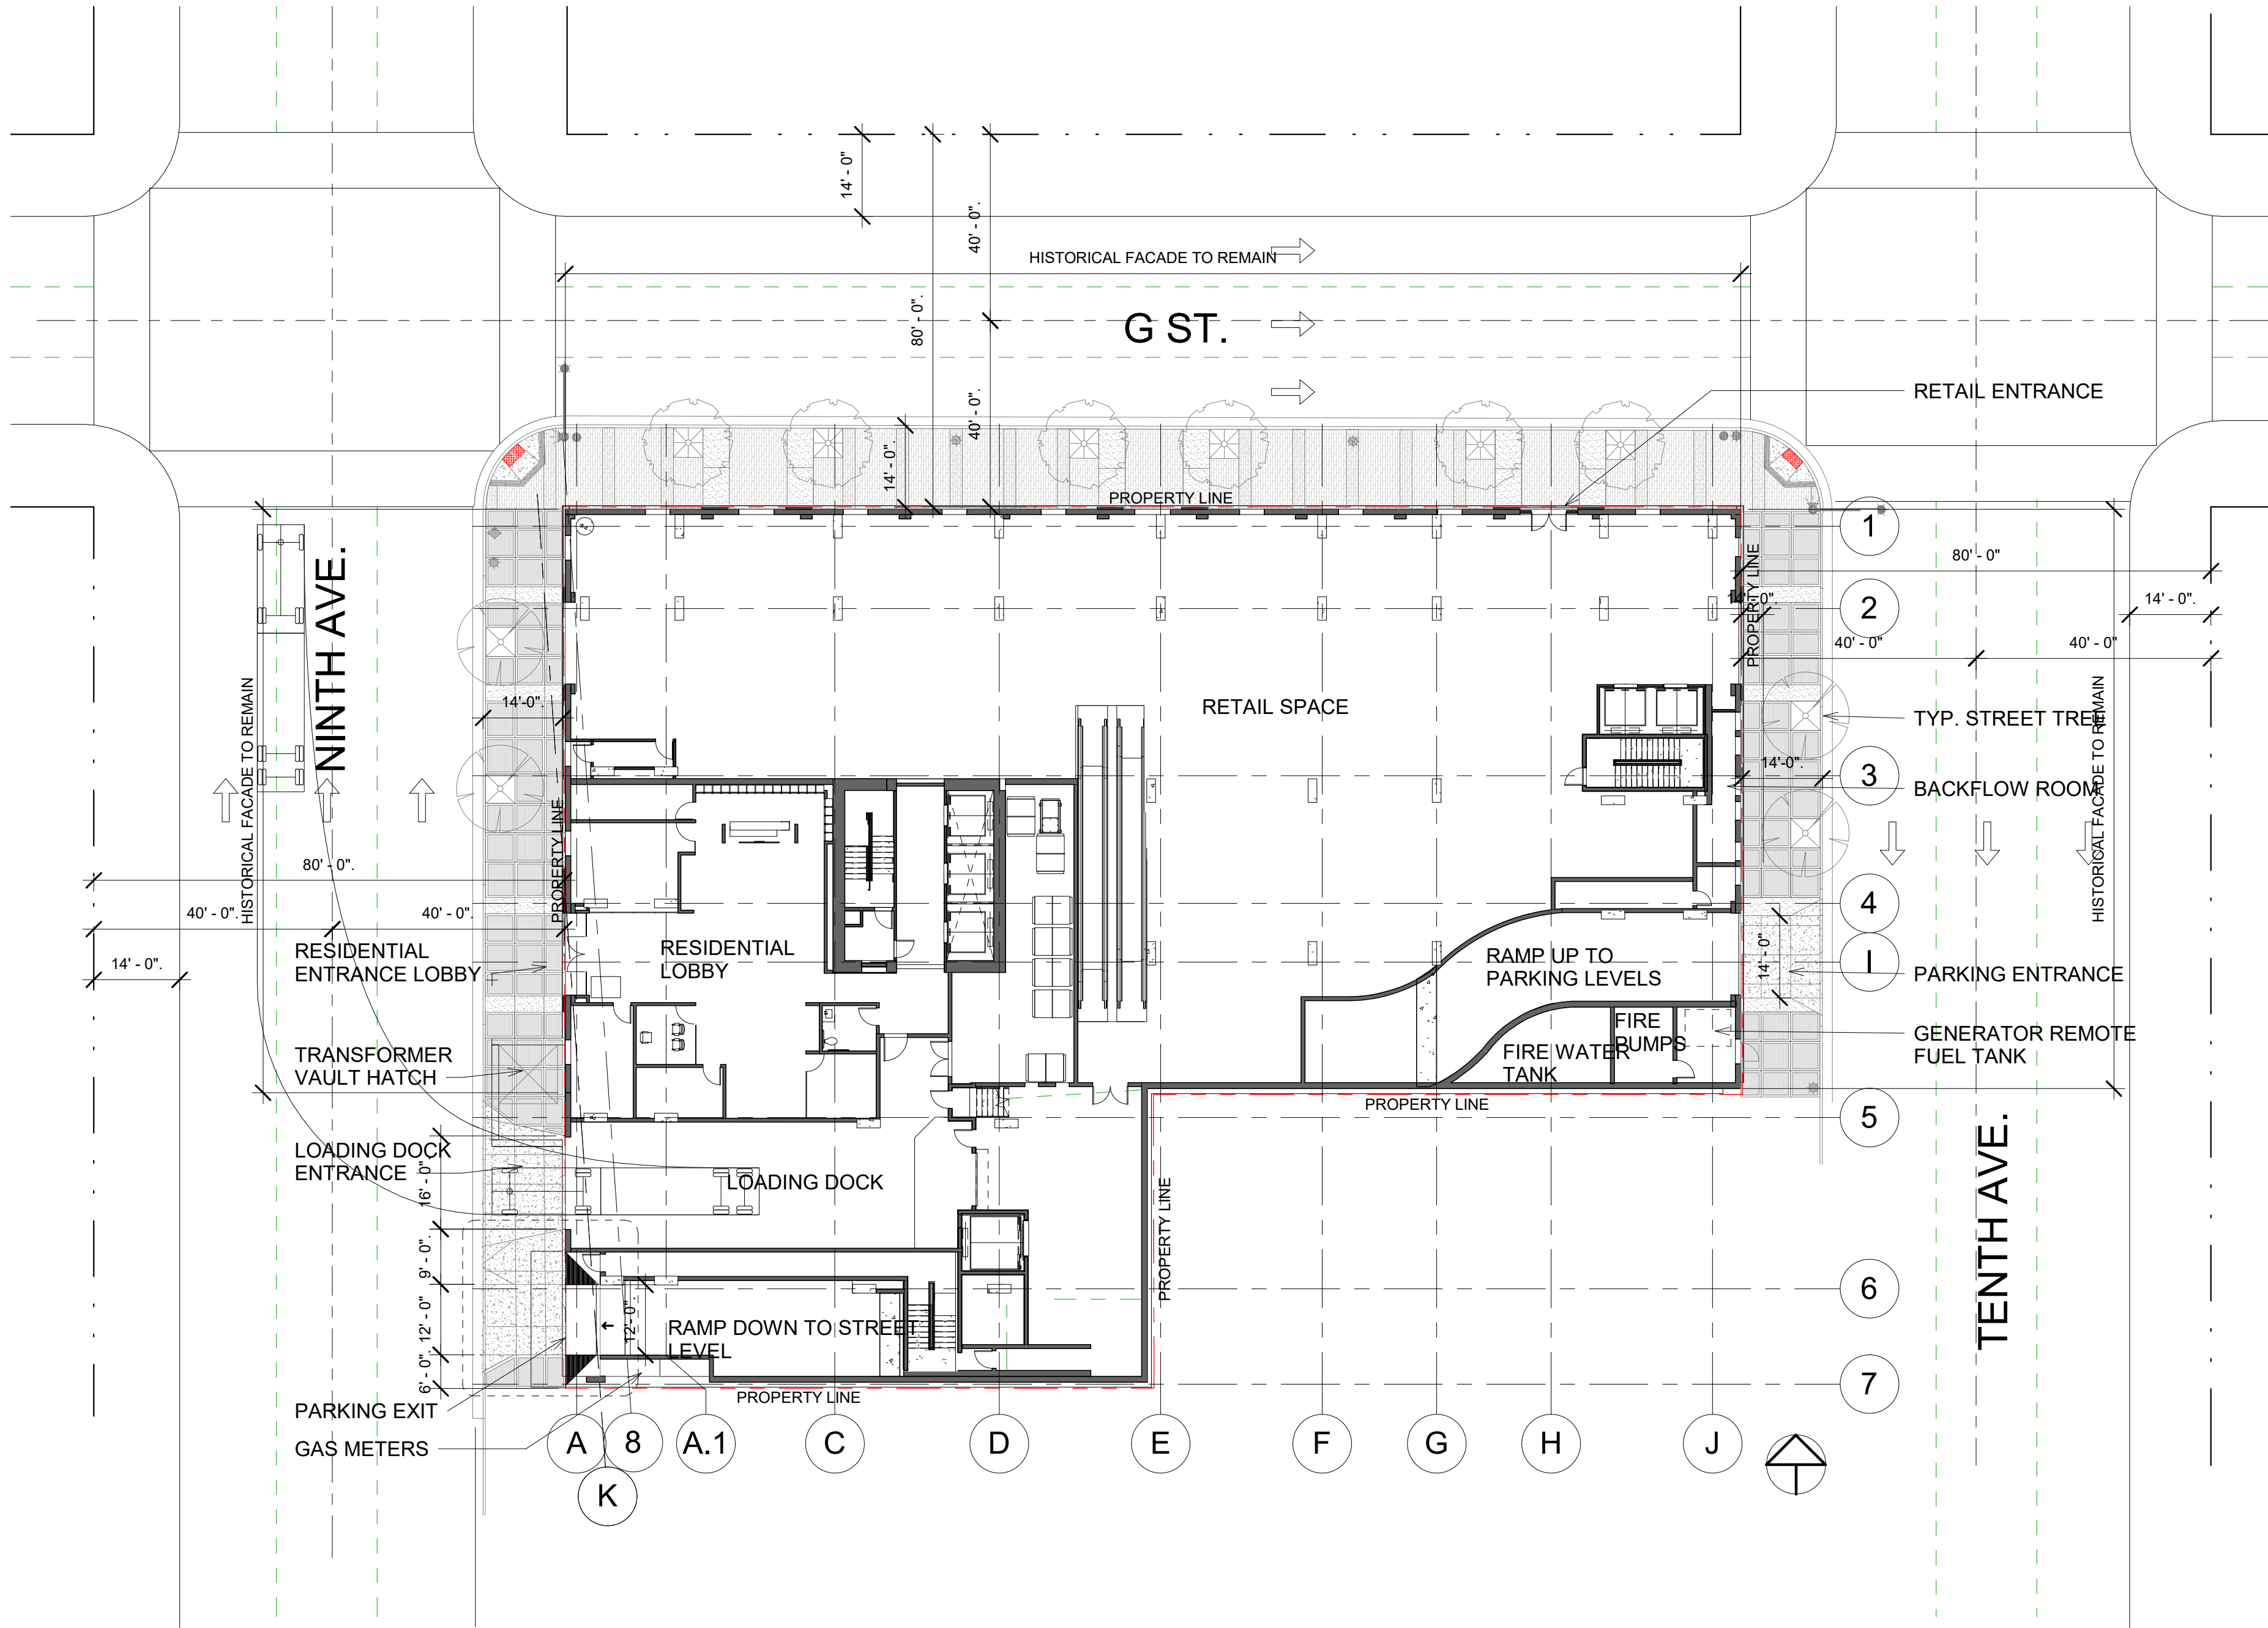 14' - 0"
40' - 0".
HISTORICAL FACADE TO REMAIN
80' - 0".
G ST.
RETAIL ENTRANCE
40' - 0".
14' - 0".
PROPERTY LINE
1
NINTH AVE.
80' - 0"
PROPERTY LINE
14' - 0".
2
14' - 0".
40' - 0"
40' - 0"
HISTORICAL FACADE TO REMAIN
14'-0".
RETAIL SPACE
HISTORICAL FACADE TO REMAIN
TYP. STREET TREE
14'-0".
3
BACKFLOW ROOM
PROPERTY LINE
80' - 0".
40' - 0".
40' - 0".
4
RESIDENTIAL
ENTRANCE LOBBY
RESIDENTIAL
LOBBY
RAMP UP TO
PARKING LEVELS
14' - 0"
I
PARKING ENTRANCE
14' - 0".
FIRE
PUMPS
GENERATOR REMOTE
FUEL TANK
TRANSFORMER
VAULT HATCH
FIRE WATER
TANK
PROPERTY LINE
5
LOADING DOCK
ENTRANCE
16' - 0"
LOADING DOCK
PROPERTY LINE
TENTH AVE.
9' - 0".
6
12' - 0"
12' - 0"
RAMP DOWN TO STREET
LEVEL
6' - 0".
PROPERTY LINE
7
PARKING EXIT
GAS METERS
A
8
A.1
C
D
E
F
G
H
J
K